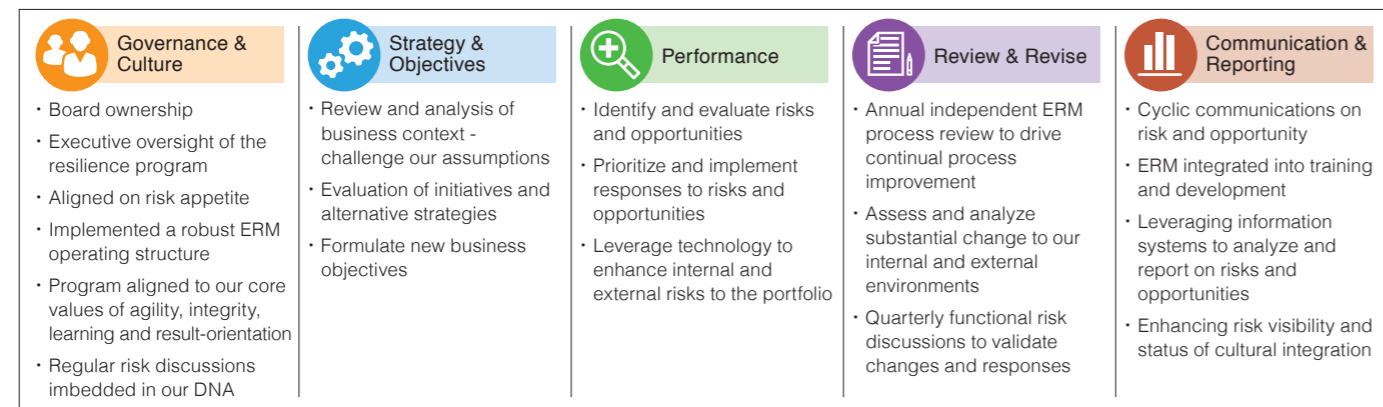 Governance &
Culture
· Board ownership
· Executive oversight of the
resilience program
· Aligned on risk appetite
· Implemented a robust ERM
operating structure
· Program aligned to our core
values of agility, integrity,
learning and result-orientation
· Regular risk discussions
imbedded in our DNA
Strategy &
Objectives
· Review and analysis of
business context -
challenge our assumptions
· Evaluation of initiatives and
alternative strategies
· Formulate new business
objectives
Performance
· Identify and evaluate risks
and opportunities
· Prioritize and implement
responses to risks and
opportunities
· Leverage technology to
enhance internal and
external risks to the portfolio
Review & Revise
· Annual independent ERM
process review to drive
continual process
improvement
· Assess and analyze
substantial change to our
internal and external
environments
· Quarterly functional risk
discussions to validate
changes and responses
Communication &
Reporting
· Cyclic communications on
risk and opportunity
· ERM integrated into training
and development
· Leveraging information
systems to analyze and
report on risks and
opportunities
· Enhancing risk visibility and
status of cultural integration